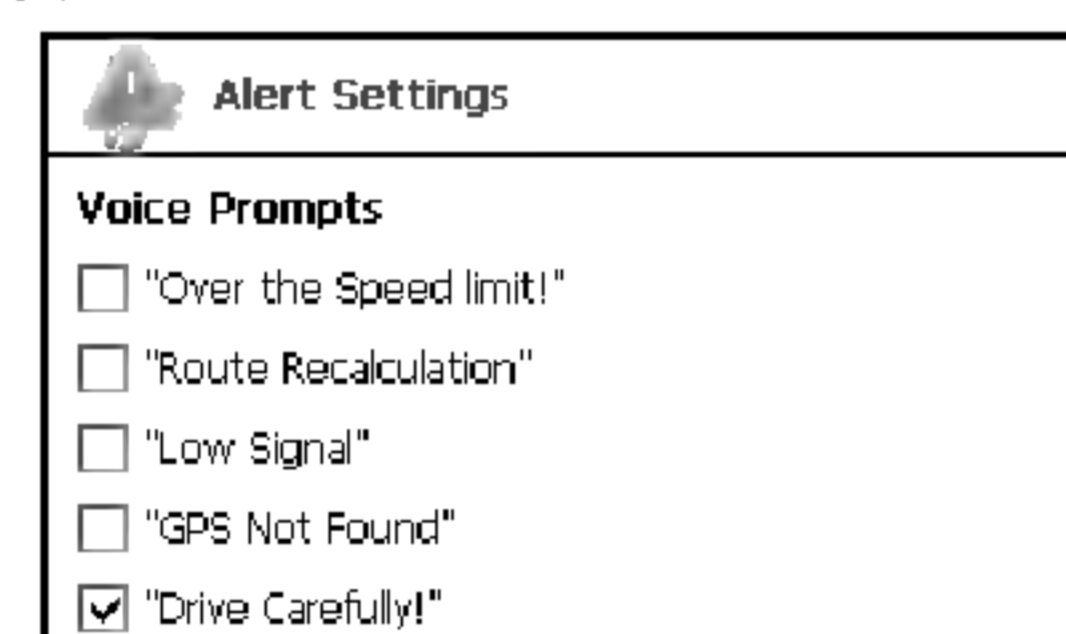 Alert Settings
Voice Prompts
"Over the Speed limit!"
"Route Recalculation"
"Low Signal"
"GPS Not Found"
"Drive Carefully!"